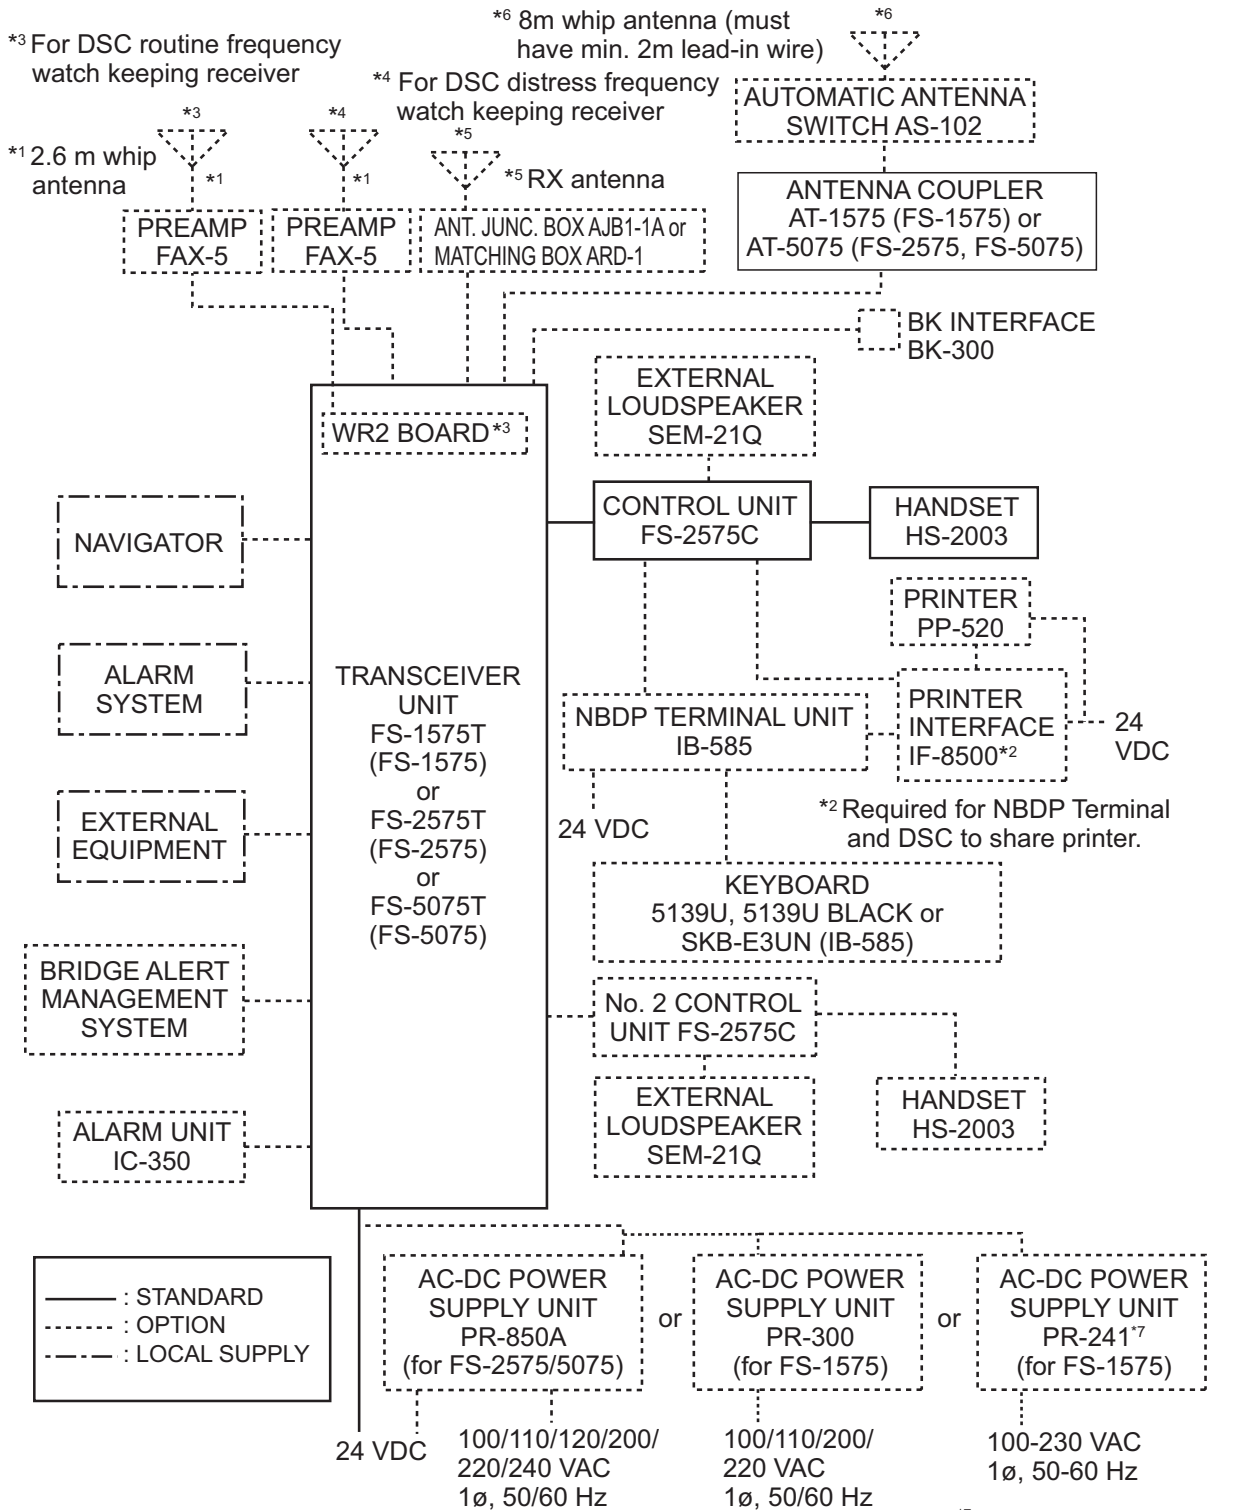 *6 8m whip antenna (must
have min. 2m lead-in wire)
*6
*3 For DSC routine frequency
watch keeping receiver
*4 For DSC distress frequency
watch keeping receiver
AUTOMATIC ANTENNA
SWITCH AS-102
*3
*4
*5
*1 2.6 m whip
antenna
*1
*1
*5 RX antenna
ANTENNA COUPLER
AT-1575 (FS-1575) or
AT-5075 (FS-2575, FS-5075)
PREAMP
FAX-5
PREAMP
FAX-5
ANT. JUNC. BOX AJB1-1A or
MATCHING BOX ARD-1
BK INTERFACE
BK-300
EXTERNAL
LOUDSPEAKER
SEM-21Q
WR2 BOARD*3
CONTROL UNIT
FS-2575C
HANDSET
HS-2003
NAVIGATOR
PRINTER
PP-520
ALARM
SYSTEM
TRANSCEIVER
UNIT
FS-1575T
(FS-1575)
or
FS-2575T
(FS-2575)
or
FS-5075T
(FS-5075)
NBDP TERMINAL UNIT
IB-585
PRINTER
INTERFACE
IF-8500*2
24
VDC
EXTERNAL
EQUIPMENT
24 VDC
*2 Required for NBDP Terminal
and DSC to share printer.
KEYBOARD
5139U, 5139U BLACK or
SKB-E3UN (IB-585)
BRIDGE ALERT
MANAGEMENT
SYSTEM
No. 2 CONTROL
UNIT FS-2575C
EXTERNAL
LOUDSPEAKER
SEM-21Q
HANDSET
HS-2003
ALARM UNIT
IC-350
: STANDARD
: OPTION
: LOCAL SUPPLY
AC-DC POWER
SUPPLY UNIT
PR-850A
(for FS-2575/5075)
or
AC-DC POWER
SUPPLY UNIT
PR-300
(for FS-1575)
or
AC-DC POWER
SUPPLY UNIT
PR-241*7
(for FS-1575)
24 VDC
100/110/120/200/
220/240 VAC
1ø, 50/60 Hz
100/110/200/
220 VAC
1ø, 50/60 Hz
100-230 VAC
1ø, 50-60 Hz